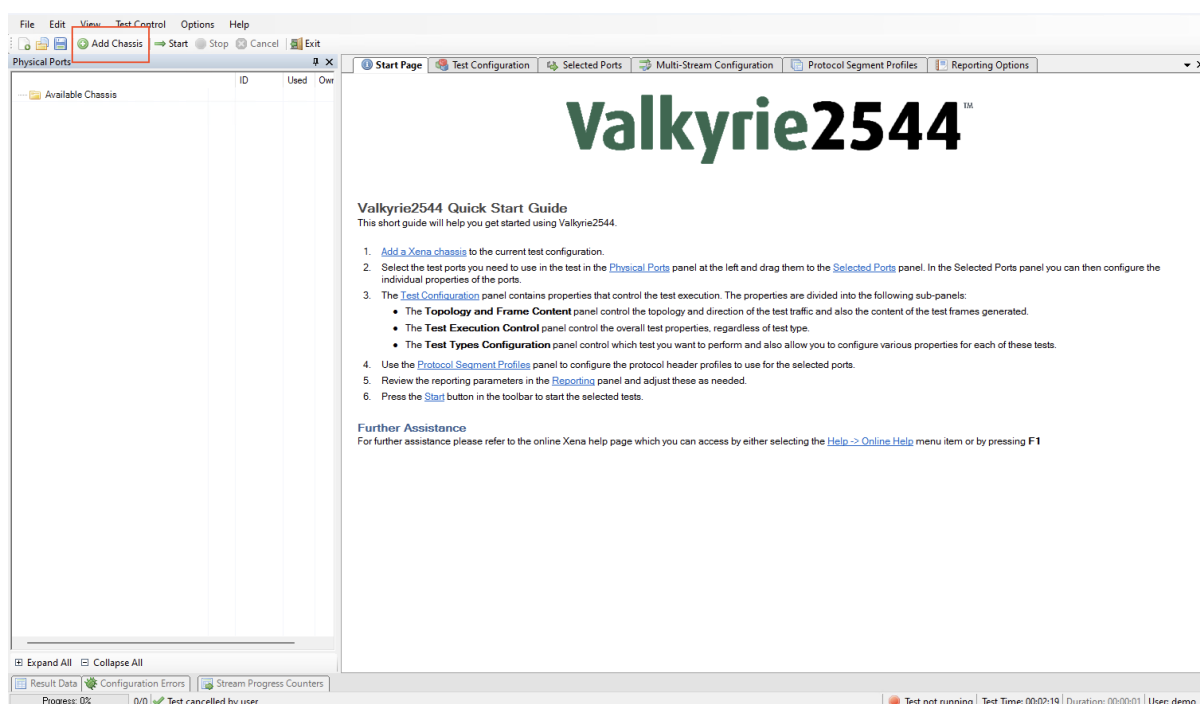 File Edit View Test Control Options Help
Add Chassis Start Stop Cancel Exit
Physical Ports
ID Used Owr
Available Chassis
Start Page Test Configuration Selected Ports Multi-Stream Configuration Protocol Segment Profiles Reporting Options
Valkyrie2544™
Valkyrie2544 Quick Start Guide
This short guide will help you get started using Valkyrie2544.
1. Add a Xena chassis to the current test configuration.
2. Select the test ports you need to use in the test in the Physical Ports panel at the left and drag them to the Selected Ports panel. In the Selected Ports panel you can then configure the
individual properties of the ports.
3. The Test Configuration panel contains properties that control the test execution. The properties are divided into the following sub-panels:
• The Topology and Frame Content panel control the topology and direction of the test traffic and also the content of the test frames generated.
• The Test Execution Control panel control the overall test properties, regardless of test type.
• The Test Types Configuration panel control which test you want to perform and also allow you to configure various properties for each of these tests.
4. Use the Protocol Segment Profiles panel to configure the protocol header profiles to use for the selected ports.
5. Review the reporting parameters in the Reporting panel and adjust these as needed.
6. Press the Start button in the toolbar to start the selected tests.
Further Assistance
For further assistance please refer to the online Xena help page which you can access by either selecting the Help -> Online Help menu item or by pressing F1
Expand All Collapse All
Result Data Configuration Errors Stream Progress Counters
Progress: 0% 0/0 Test cancelled by user Test not running Test Time: 00:02:19 Duration: 00:00:01 User: demo